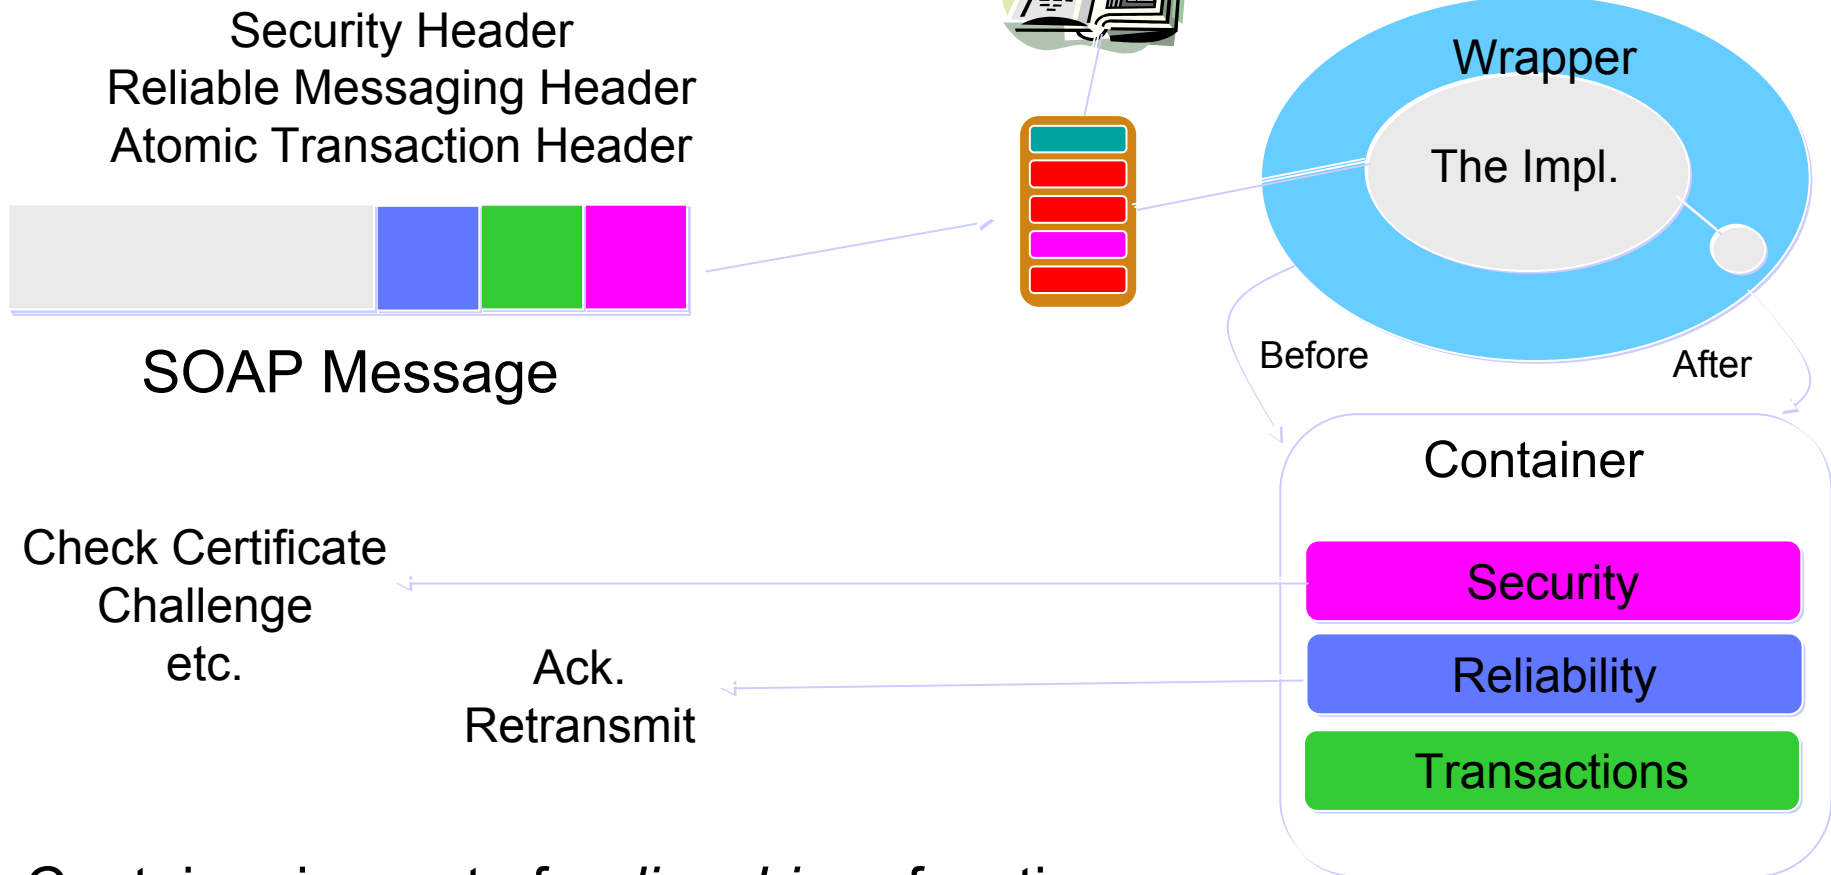 Security Header
Reliable Messaging Header
Atomic Transaction Header
Wrapper
The Impl.
SOAP Message
Before
After
Container
Check Certificate
Challenge
etc.
Security
Ack.
Retransmit
Reliability
Transactions